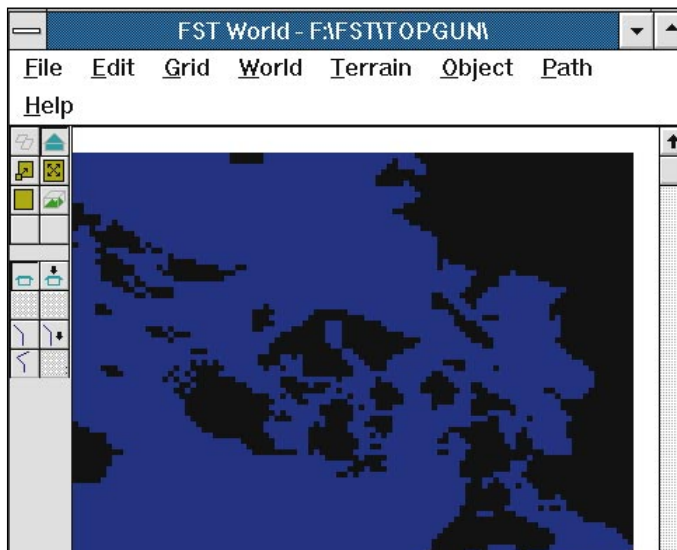 FST World - F:\FST\TOPGUN\
File Edit Grid World Terrain Object Path
Help